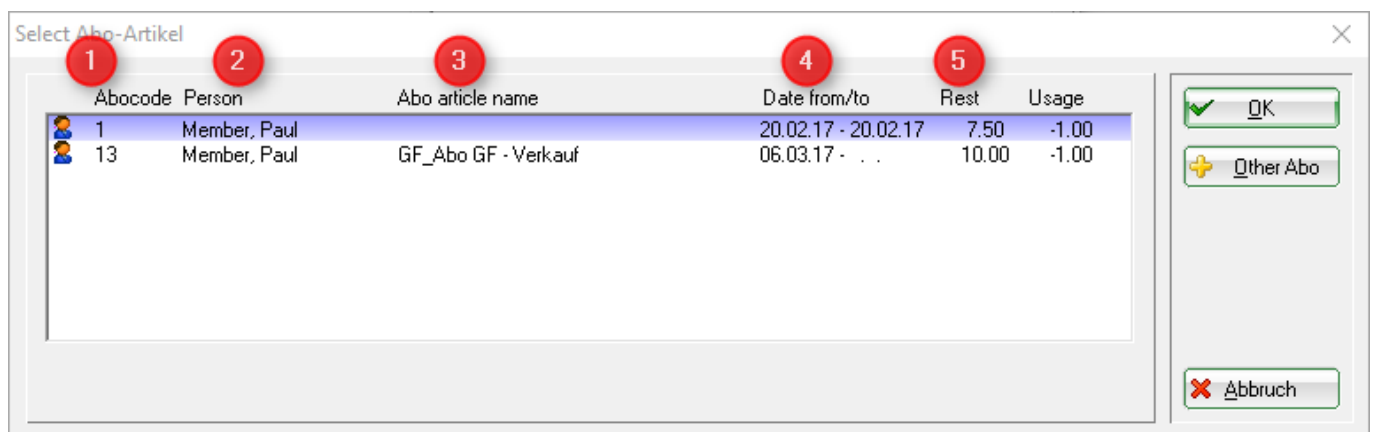 Select Abo-Artikel
1 2 3 4 5
Abocode Person Abo article name Date from/to Rest Usage
1 Member, Paul 20.02.17 - 20.02.17 7.50 -1.00
13 Member, Paul GF_Abo GF - Verkauf 06.03.17 - . . 10.00 -1.00
OK
Other Abo
Abbruch